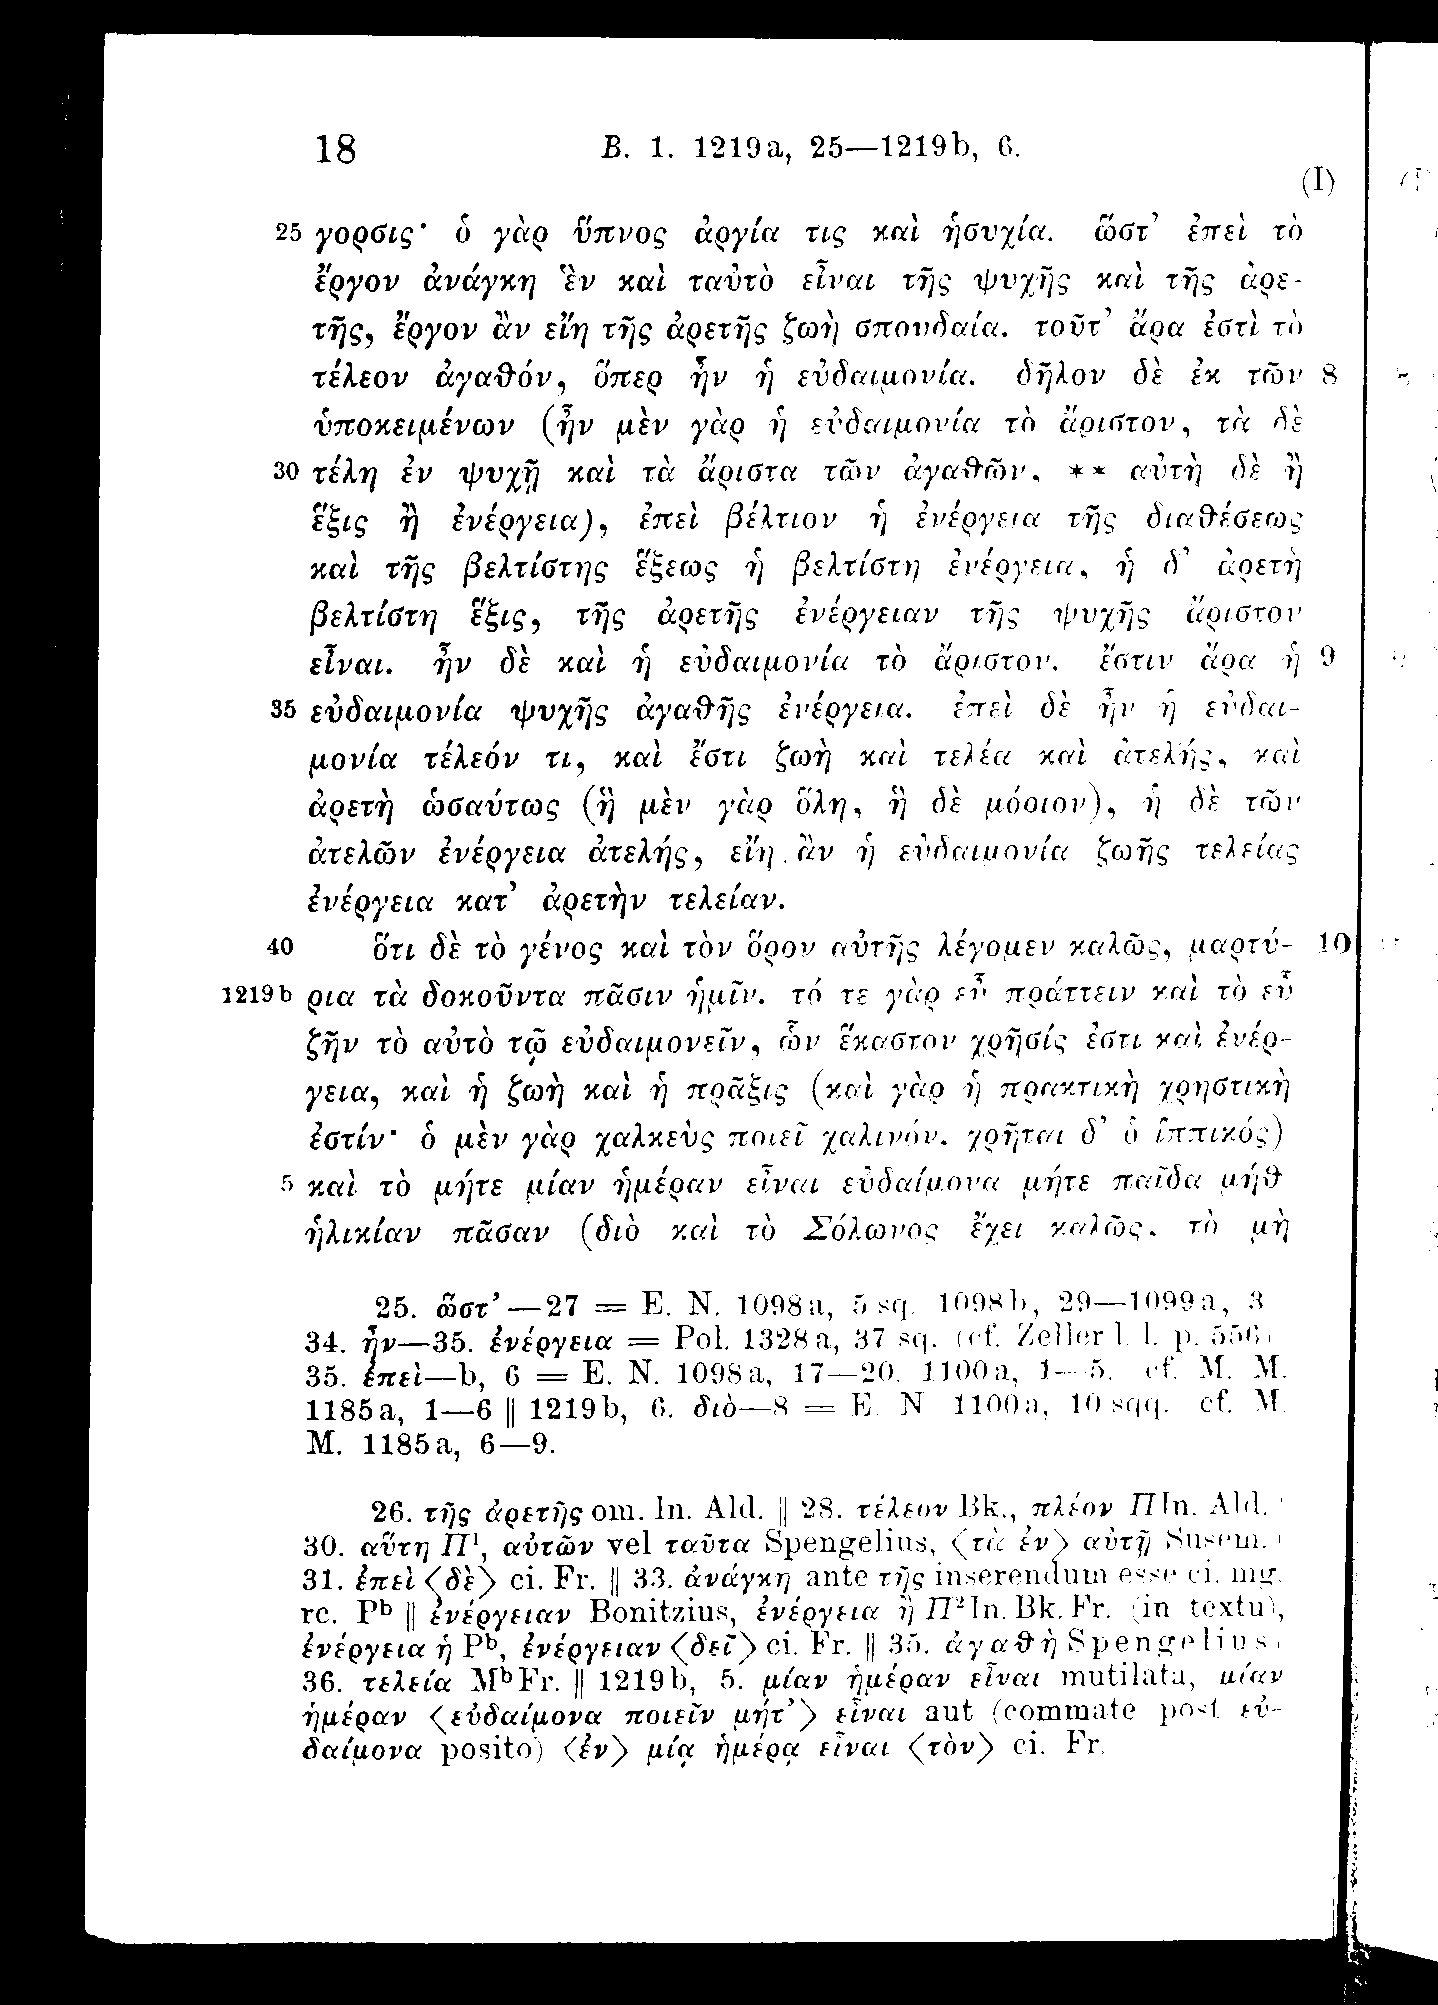 18 B. 1. 1219a, 25—1219b, 6.
(I)
25 γορσις· ὁ γὰρ ὕπνος ἀργία τις καὶ ἡσυχία. ὥστ’ ἐπεὶ τὸ
ἔργον ἀνάγκη ἓν καὶ ταὐτὸ εἶναι τῆς ψυχῆς καὶ τῆς ἀρε-
τῆς, ἔργον ἂν εἴη τῆς ἀρετῆς ζωὴ σπουδαία. τοῦτ’ ἄρα ἐστὶ τὸ
τέλεον ἀγαθόν, ὅπερ ἦν ἡ εὐδαιμονία. δῆλον δὲ ἐκ τῶν 8
ὑποκειμένων (ἦν μὲν γὰρ ἡ εὐδαιμονία τὸ ἄριστον, τὰ δὲ
30 τέλη ἐν ψυχῇ καὶ τὰ ἄριστα τῶν ἀγαθῶν, ** αὐτὴ δὲ ἢ
ἕξις ἢ ἐνέργεια), ἐπεὶ βέλτιον ἡ ἐνέργεια τῆς διαθέσεως
καὶ τῆς βελτίστης ἕξεως ἡ βελτίστη ἐνέργεια, ἡ δ’ ἀρετὴ
βελτίστη ἕξις, τῆς ἀρετῆς ἐνέργειαν τῆς ψυχῆς ἄριστον
εἶναι. ἦν δὲ καὶ ἡ εὐδαιμονία τὸ ἄριστον. ἔστιν ἄρα ἡ 9
35 εὐδαιμονία ψυχῆς ἀγαθῆς ἐνέργεια. ἐπεὶ δὲ ἦν ἡ εὐδαι-
μονία τέλεόν τι, καὶ ἔστι ζωὴ καὶ τελέα καὶ ἀτελής, καὶ
ἀρετὴ ὡσαύτως (ἣ μὲν γὰρ ὅλη, ἣ δὲ μόριον), ἡ δὲ τῶν
ἀτελῶν ἐνέργεια ἀτελής, εἴη ἂν ἡ εὐδαιμονία ζωῆς τελείας
ἐνέργεια κατ’ ἀρετὴν τελείαν.
40 ὅτι δὲ τὸ γένος καὶ τὸν ὅρον αὐτῆς λέγομεν καλῶς, μαρτύ- 10
1219b ρια τὰ δοκοῦντα πᾶσιν ἡμῖν. τό τε γὰρ εὖ πράττειν καὶ τὸ εὖ
ζῆν τὸ αὐτὸ τῷ εὐδαιμονεῖν, ὧν ἕκαστον χρῆσίς ἐστι καὶ ἐνέρ-
γεια, καὶ ἡ ζωὴ καὶ ἡ πρᾶξις (καὶ γὰρ ἡ πρακτικὴ χρηστικὴ
ἐστίν· ὁ μὲν γὰρ χαλκεὺς ποιεῖ χαλινόν, χρῆται δ’ ὁ ἱππικός)
5 καὶ τὸ μήτε μίαν ἡμέραν εἶναι εὐδαίμονα μήτε παῖδα μήθ
ἡλικίαν πᾶσαν (διὸ καὶ τὸ Σόλωνος ἔχει καλῶς, τὸ μὴ
25. ὥστ’—27 = E. N. 1098a, 5 sq. 1098b, 29—1099a, 3
34. ἦν—35. ἐνέργεια = Pol. 1328a, 37 sq. (cf. Zeller l. l. p. 556)
35. ἐπεὶ—b, 6 = E. N. 1098a, 17—20. 1100a, 1—5. cf. M. M.
1185a, 1—6 || 1219b, 6. διὸ—8 = E. N 1100a, 10 sqq. cf. M.
M. 1185a, 6—9.
26. τῆς ἀρετῆς om. In. Ald. || 28. τέλεον Bk., πλέον Π In. Ald.
30. αὕτη Π¹, αὐτῶν vel ταῦτα Spengelius, ⟨τὰ ἐν⟩ αὐτῇ Susem.
31. ἐπεὶ ⟨δὲ⟩ ci. Fr. || 33. ἀνάγκη ante τῆς inserendum esse ci. mg.
rc. Pᵇ || ἐνέργειαν Bonitzius, ἐνέργεια ἢ Π² In. Bk. Fr. (in textu),
ἐνέργεια ἡ Pᵇ, ἐνέργειαν ⟨δεῖ⟩ ci. Fr. || 35. ἀγαθὴ Spengelius
36. τελεία Mᵇ Fr. || 1219b, 5. μίαν ἡμέραν εἶναι mutilata, μίαν
ἡμέραν ⟨εὐδαίμονα ποιεῖν μήτ’⟩ εἶναι aut (commate post εὐ-
δαίμονα posito) ⟨ἐν⟩ μίᾳ ἡμέρᾳ εἶναι ⟨τὸν⟩ ci. Fr.